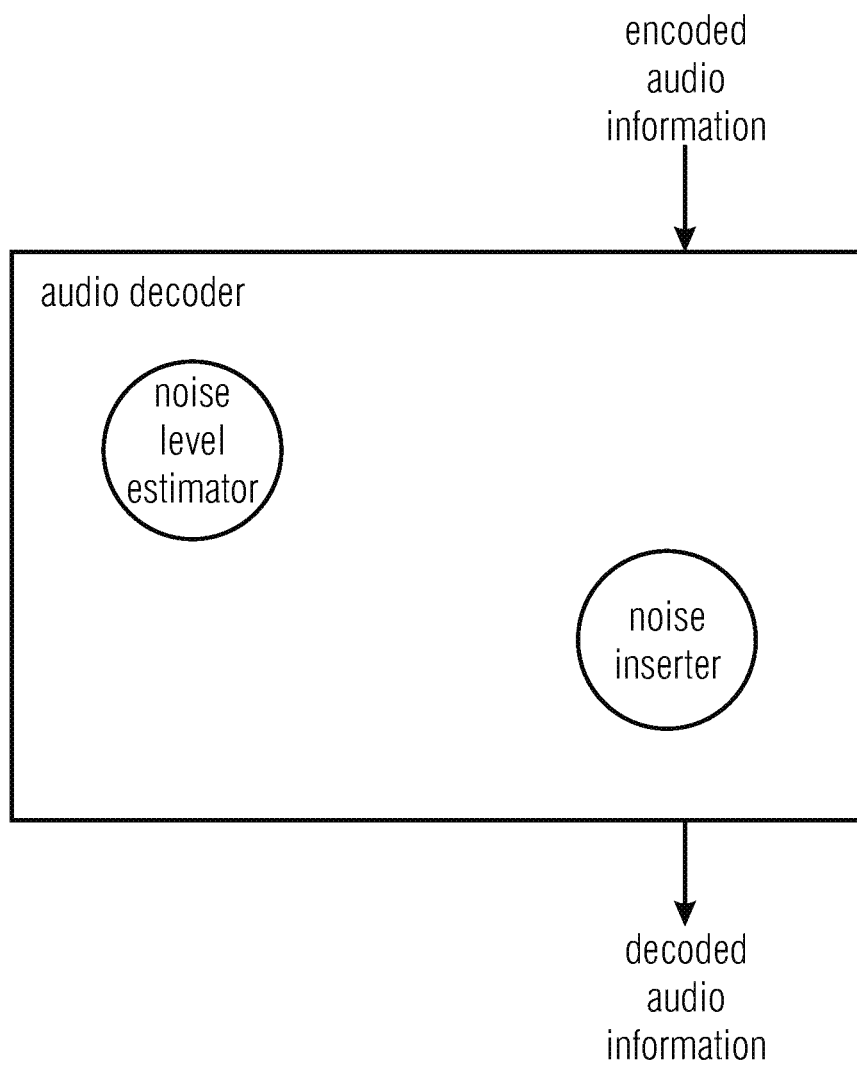 encoded
audio
information
audio decoder
noise
level
estimator
noise
inserter
decoded
audio
information